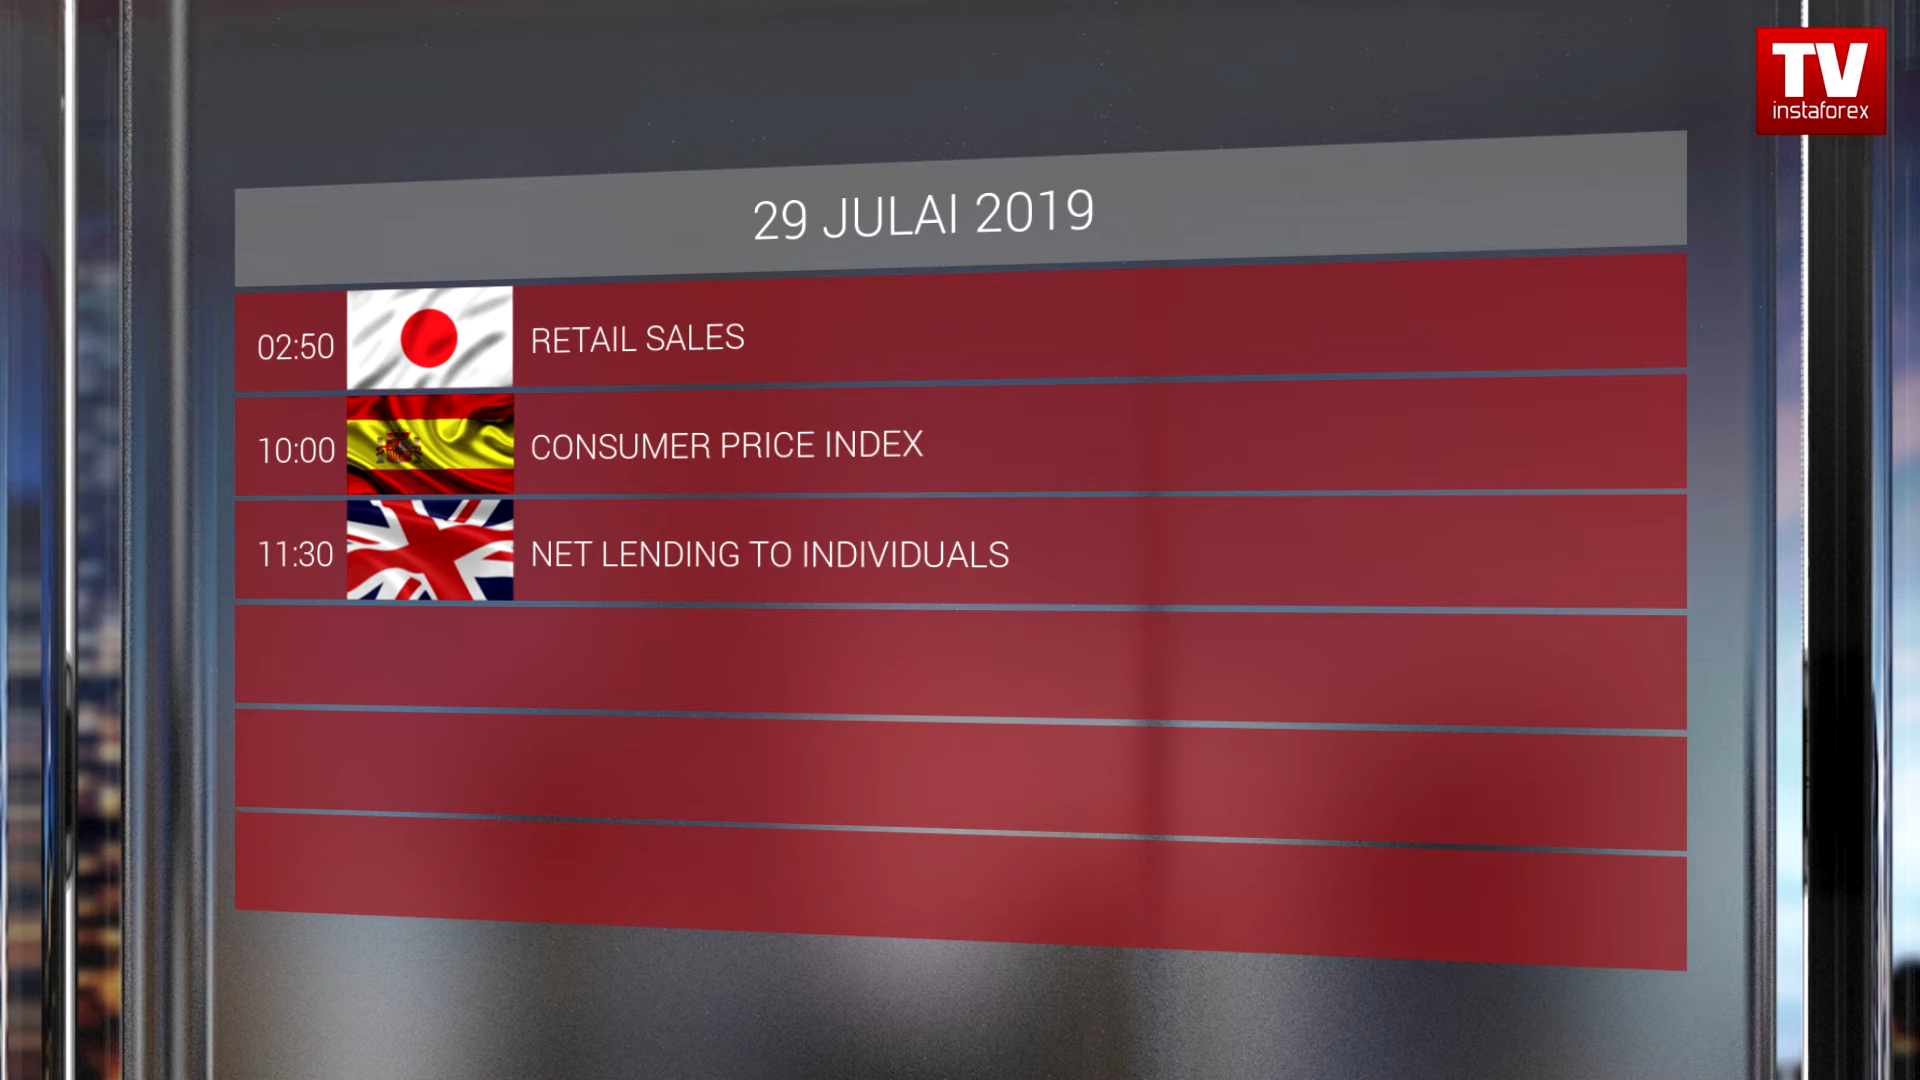 TV
instaforex
29 JULAI 2019
02:50 RETAIL SALES
10:00 CONSUMER PRICE INDEX
11:30 NET LENDING TO INDIVIDUALS